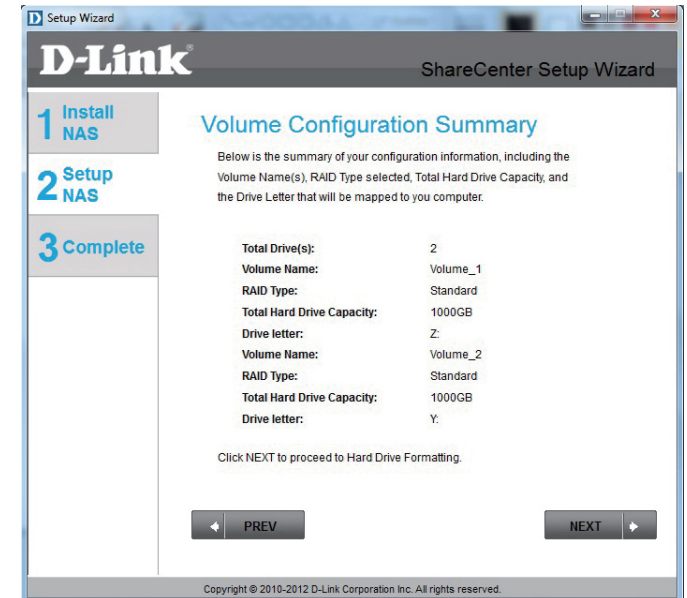 Setup Wizard
D-Link®
ShareCenter Setup Wizard
1 Install NAS
2 Setup NAS
3 Complete
Volume Configuration Summary
Below is the summary of your configuration information, including the
Volume Name(s), RAID Type selected, Total Hard Drive Capacity, and
the Drive Letter that will be mapped to you computer.
Total Drive(s): 2
Volume Name: Volume_1
RAID Type: Standard
Total Hard Drive Capacity: 1000GB
Drive letter: Z:
Volume Name: Volume_2
RAID Type: Standard
Total Hard Drive Capacity: 1000GB
Drive letter: Y:
Click NEXT to proceed to Hard Drive Formatting.
PREV
NEXT
Copyright © 2010-2012 D-Link Corporation Inc. All rights reserved.